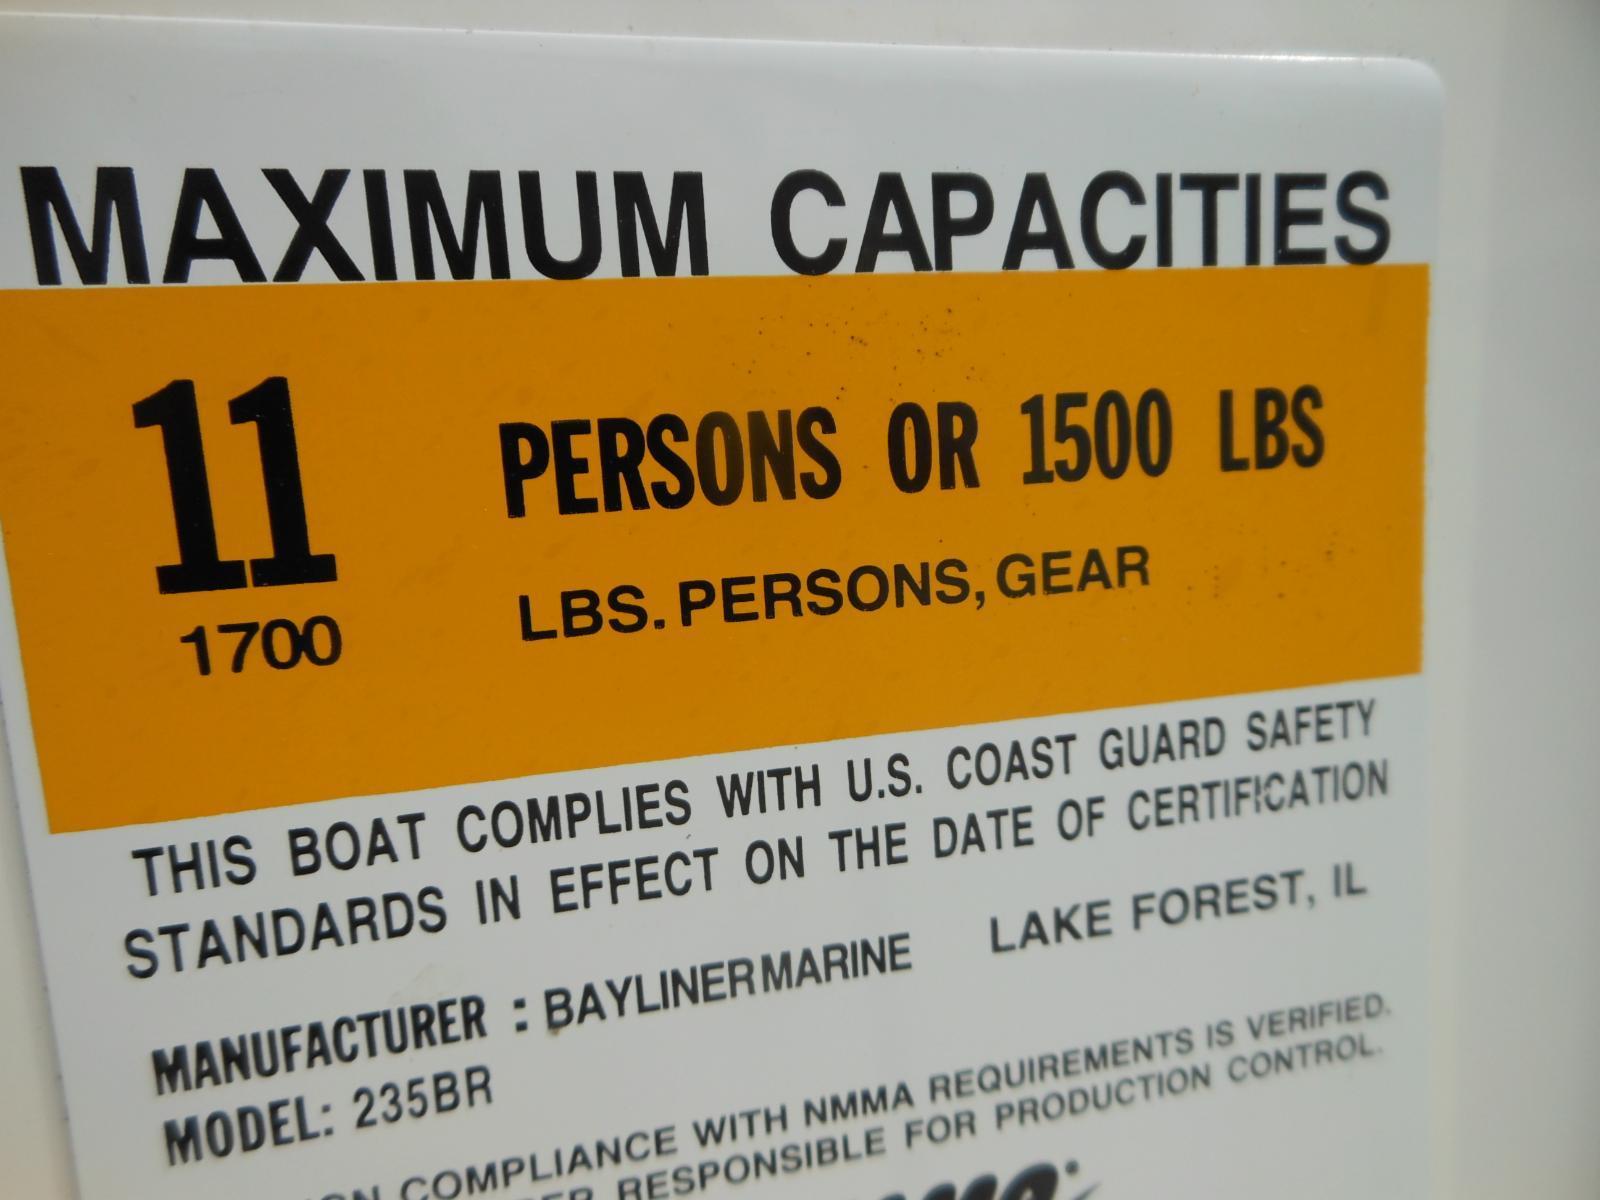 MAXIMUM CAPACITIES
11 PERSONS OR 1500 LBS
1700 LBS. PERSONS, GEAR
THIS BOAT COMPLIES WITH U.S. COAST GUARD SAFETY
STANDARDS IN EFFECT ON THE DATE OF CERTIFICATION
MANUFACTURER : BAYLINER MARINE LAKE FOREST, IL
MODEL: 235BR
COMPLIANCE WITH NMMA REQUIREMENTS IS VERIFIED.
RESPONSIBLE FOR PRODUCTION CONTROL.